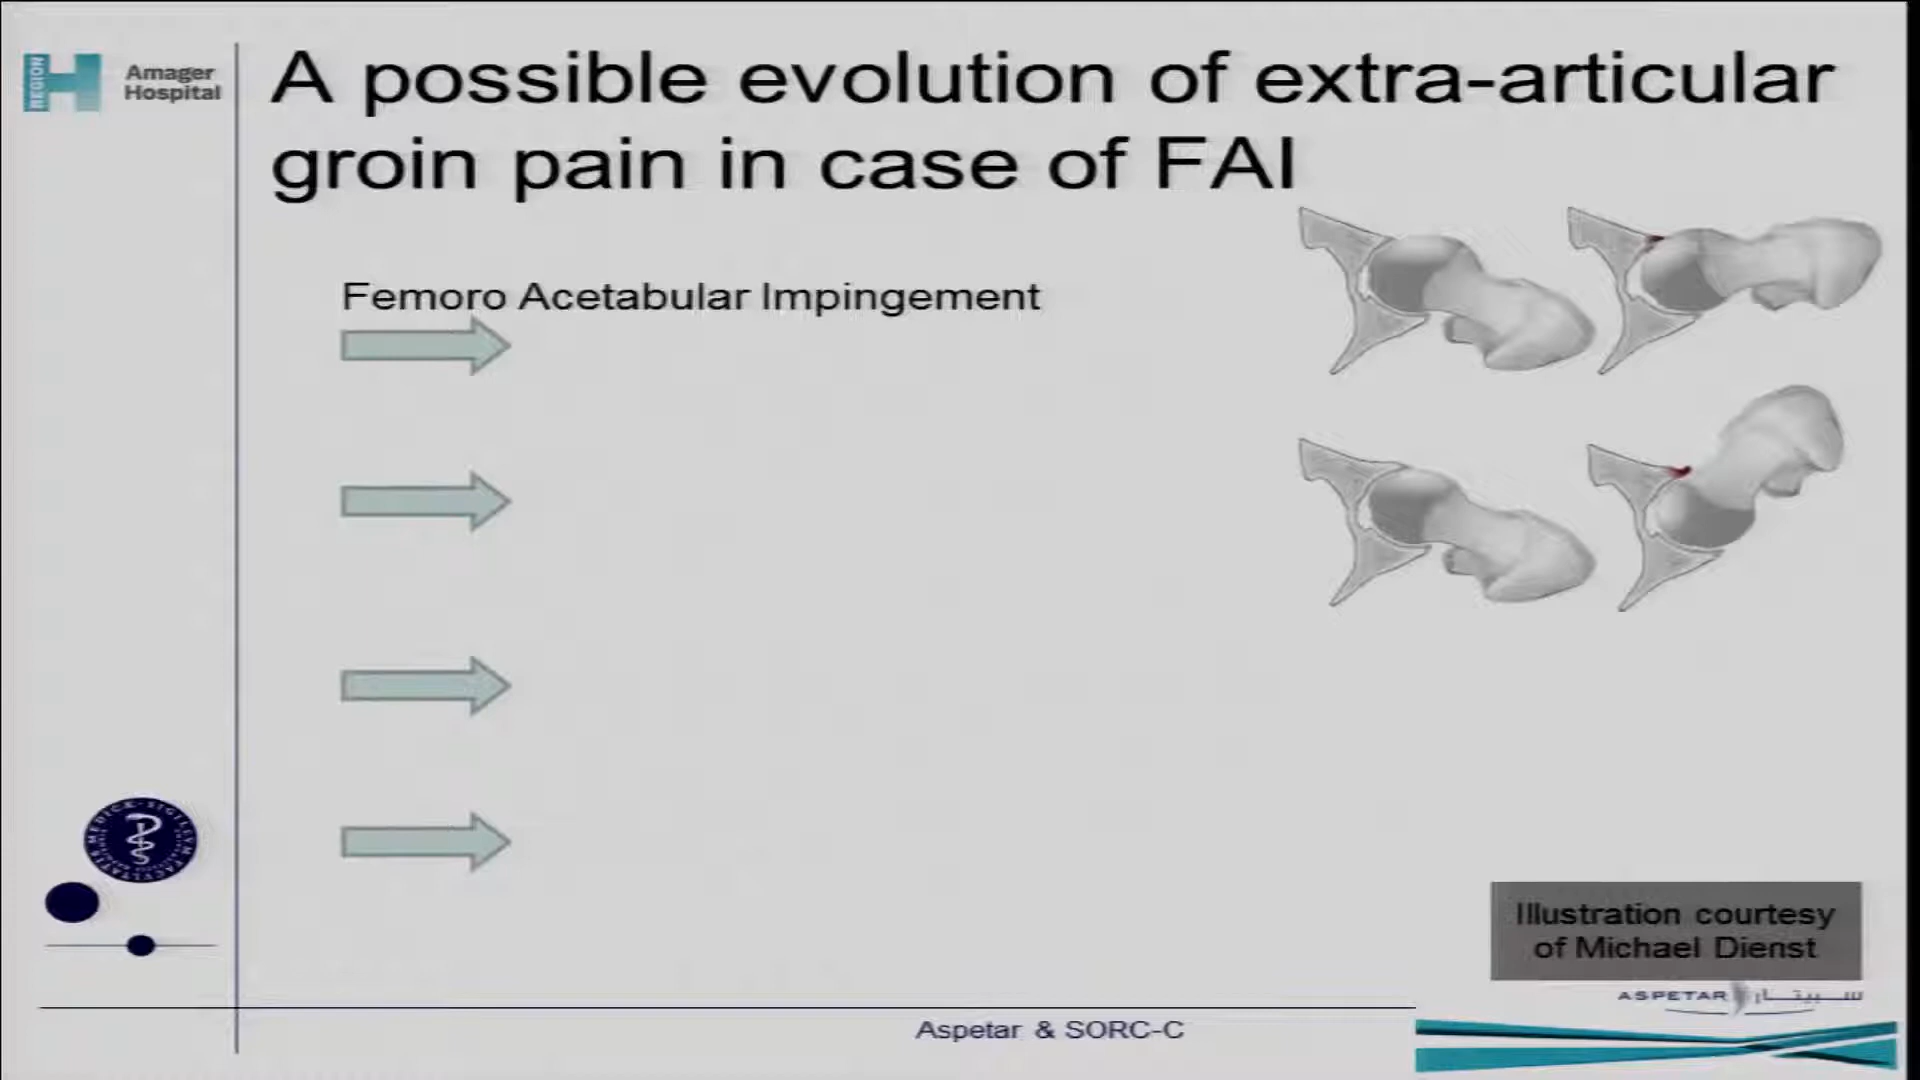 REGION
Amager
Hospital
A possible evolution of extra-articular
groin pain in case of FAI
Femoro Acetabular Impingement
Illustration courtesy
of Michael Dienst
ASPETAR
Aspetar & SORC-C